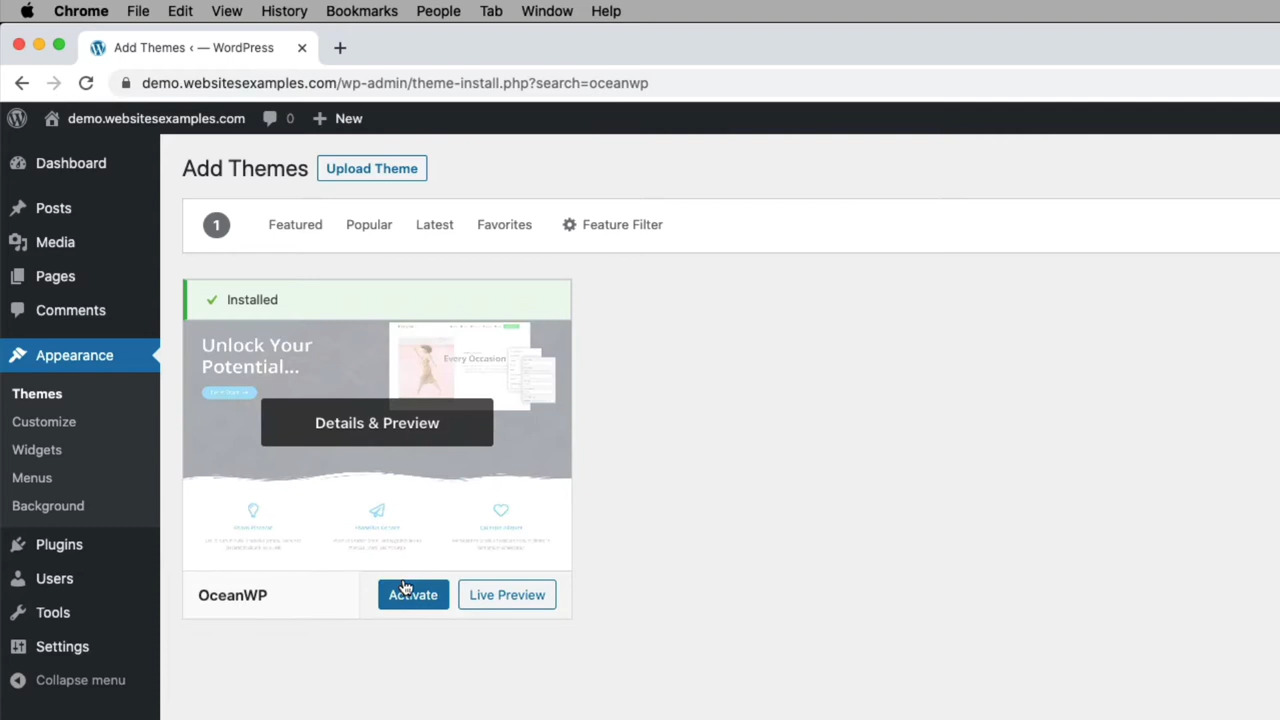 Chrome File Edit View History Bookmarks People Tab Window Help
Add Themes ‹ — WordPress
demo.websitesexamples.com/wp-admin/theme-install.php?search=oceanwp
demo.websitesexamples.com 0 New
Dashboard
Posts
Media
Pages
Comments
Appearance
Themes
Customize
Widgets
Menus
Background
Plugins
Users
Tools
Settings
Collapse menu
Add Themes Upload Theme
1 Featured Popular Latest Favorites Feature Filter
Installed
Unlock Your
Potential...
Every Occasion
Details & Preview
OceanWP Activate Live Preview